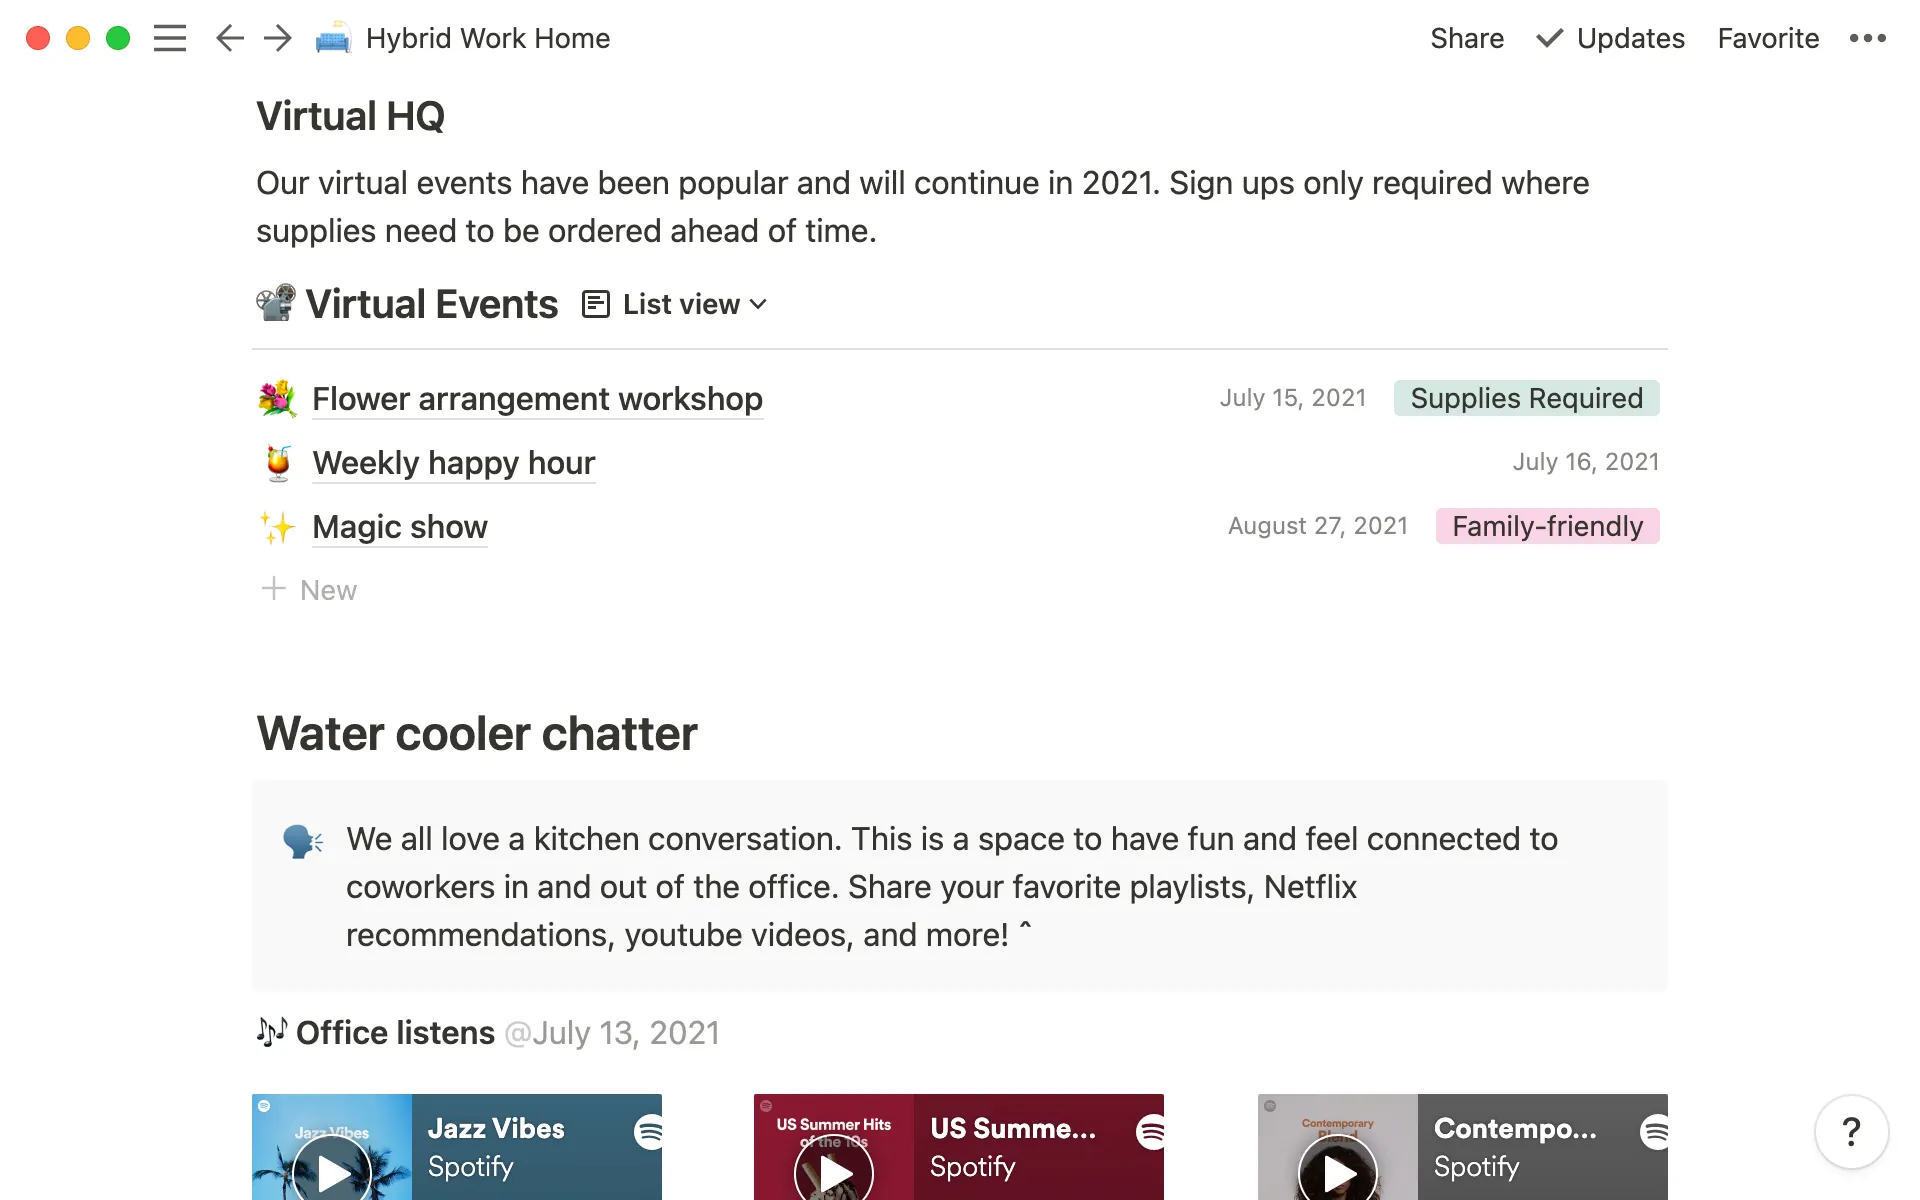 Hybrid Work Home
Share
Updates
Favorite
Virtual HQ
Our virtual events have been popular and will continue in 2021. Sign ups only required where
supplies need to be ordered ahead of time.
Virtual Events
List view
Flower arrangement workshop
July 15, 2021
Supplies Required
Weekly happy hour
July 16, 2021
Magic show
August 27, 2021
Family-friendly
New
Water cooler chatter
We all love a kitchen conversation. This is a space to have fun and feel connected to
coworkers in and out of the office. Share your favorite playlists, Netflix
recommendations, youtube videos, and more! ˆ
Office listens @July 13, 2021
Jazz Vibes
Jazz Vibes
Spotify
US Summer Hits
of the 10s
US Summe...
Spotify
Contemporary
Blend
Contempo...
Spotify
?